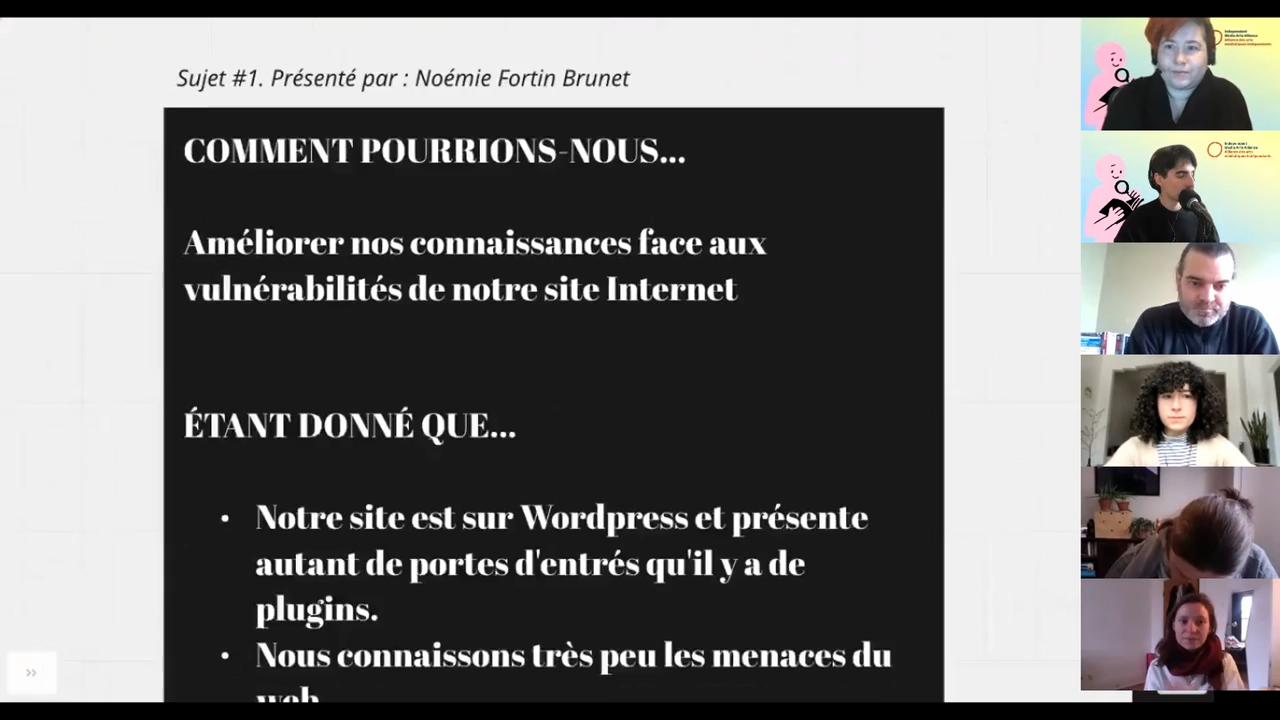 Sujet #1. Présenté par : Noémie Fortin Brunet
COMMENT POURRIONS-NOUS...
Améliorer nos connaissances face aux
vulnérabilités de notre site Internet
ÉTANT DONNÉ QUE...
• Notre site est sur Wordpress et présente
autant de portes d'entrés qu'il y a de
plugins.
• Nous connaissons très peu les menaces du
web